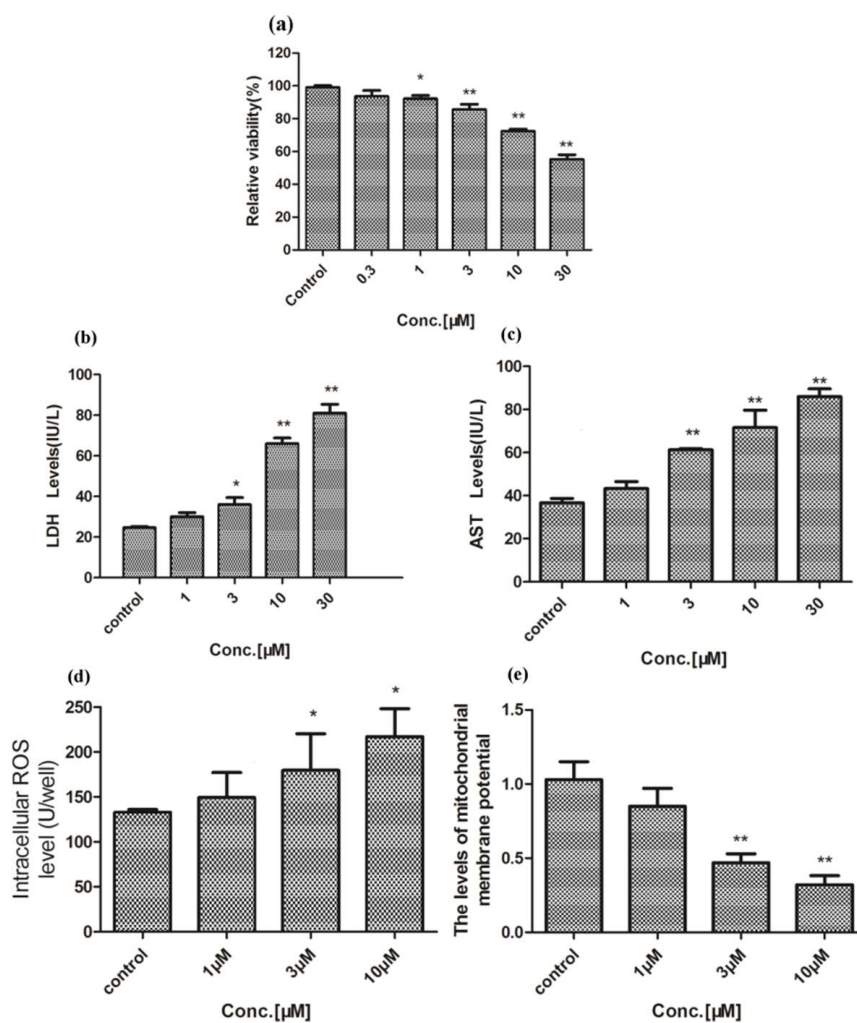 (a)
120
100
80
60
40
20
0
Relative viability(%)
*
**
**
**
Control
0.3
1
3
10
30
Conc.[µM]
(b)
100
80
60
40
20
0
LDH Levels(IU/L)
*
**
**
control
1
3
10
30
Conc.[µM]
(c)
100
80
60
40
20
0
AST Levels(IU/L)
**
**
**
control
1
3
10
30
Conc.[µM]
(d)
250
200
150
100
50
0
Intracellular ROS
level (U/well)
*
*
control
1µM
3µM
10µM
Conc.[µM]
(e)
1.5
1.0
0.5
0.0
The levels of mitochondrial
membrane potential
**
**
control
1µM
3µM
10µM
Conc.[µM]